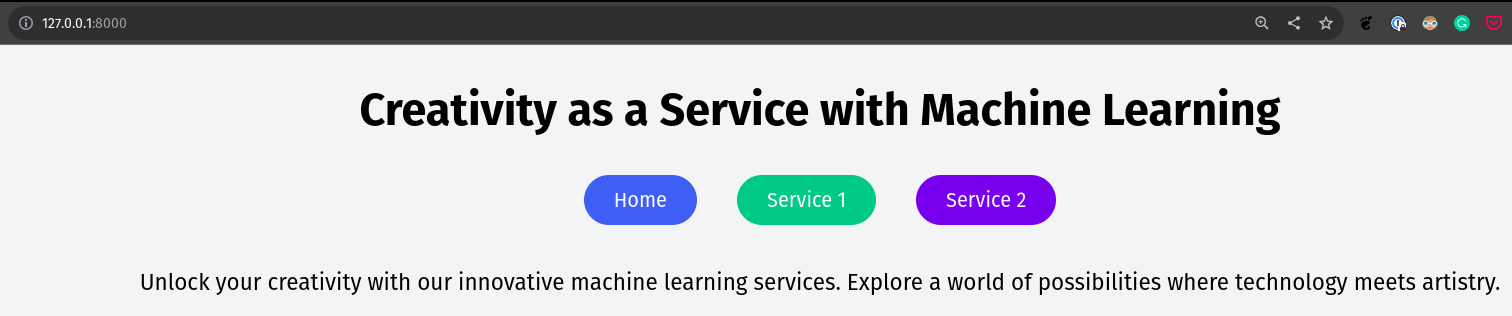 127.0.0.1:8000
Creativity as a Service with Machine Learning
Home Service 1 Service 2
Unlock your creativity with our innovative machine learning services. Explore a world of possibilities where technology meets artistry.